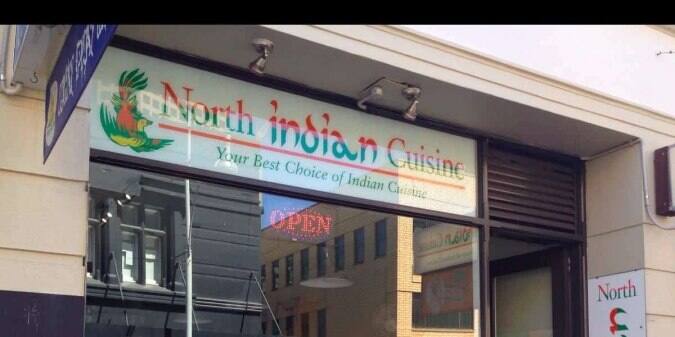 North indian Cuisine
Your Best Choice of Indian Cuisine
OPEN
North